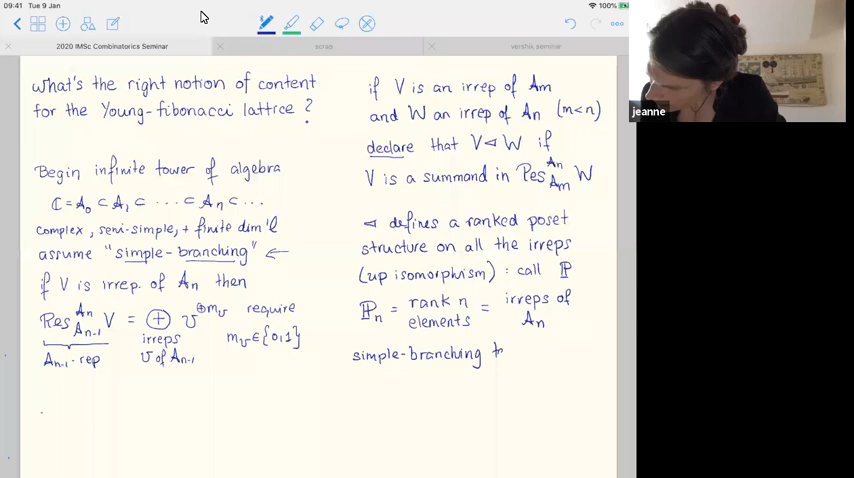 09:41 Tue 9 Jan
100%
2020 IMSc Combinatorics Seminar
scrap
vershik seminar
jeanne
what's the right notion of content
for the Young-fibonacci lattice?
Begin infinite tower of algebra
ℂ = A₀ ⊂ A₁ ⊂ ··· ⊂ Aₙ ⊂ ···
complex, semi-simple, + finite dim'l
assume "simple-branching" ←
if V is irrep. of Aₙ then
Res^{Aₙ}_{Aₙ₋₁} V = ⊕ v^{⊕m_v} require
irreps m_v ∈ {0,1}
Aₙ₋₁-rep v of Aₙ₋₁
if V is an irrep of Am
and W an irrep of An (m<n)
declare that V ⊲ W if
V is a summand in Res^{An}_{Am} W
⊲ defines a ranked poset
structure on all the irreps
(up isomorphism) : call ℙ
ℙₙ = rank n elements = irreps of Aₙ
simple-branching